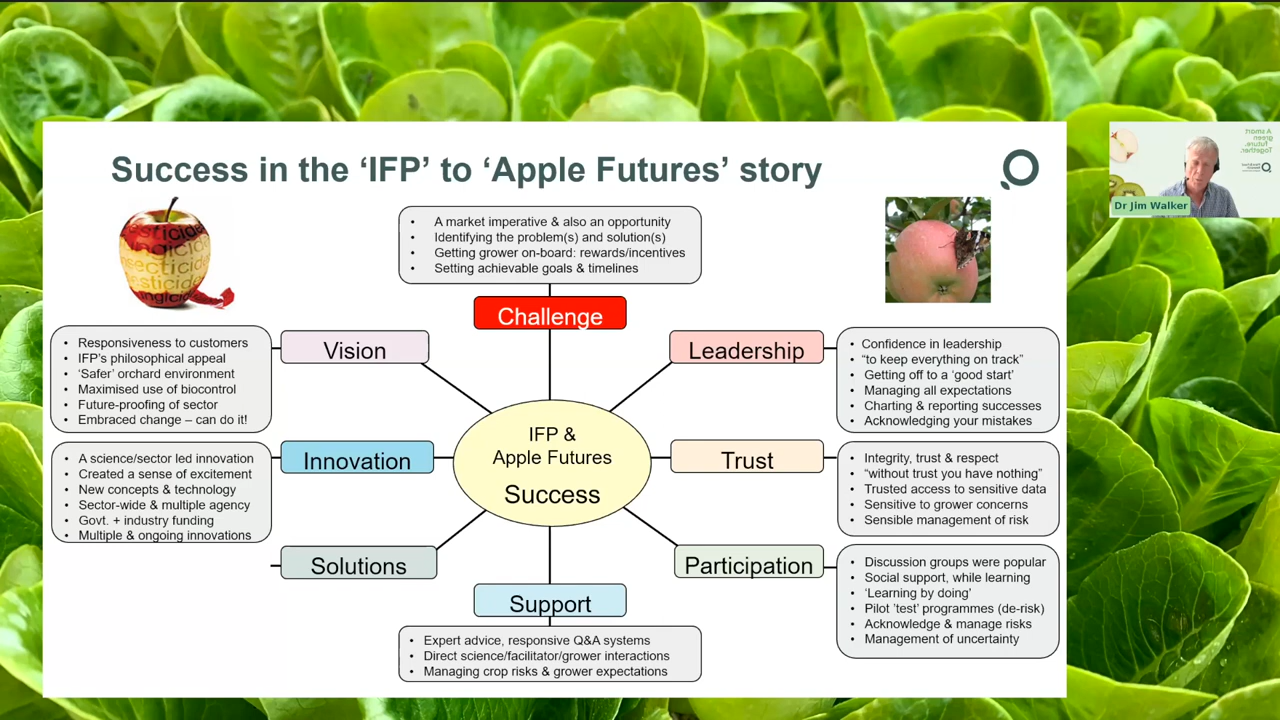 Success in the ‘IFP’ to ‘Apple Futures’ story
A smart
green
future.
Together.
Dr Jim Walker
esticide
nsecticid
esticide
ngicid
• A market imperative & also an opportunity
• Identifying the problem(s) and solution(s)
• Getting grower on-board: rewards/incentives
• Setting achievable goals & timelines
Challenge
Vision
• Responsiveness to customers
• IFP’s philosophical appeal
• ‘Safer’ orchard environment
• Maximised use of biocontrol
• Future-proofing of sector
• Embraced change – can do it!
Leadership
• Confidence in leadership
• “to keep everything on track”
• Getting off to a ‘good start’
• Managing all expectations
• Charting & reporting successes
• Acknowledging your mistakes
IFP &
Apple Futures
Success
Innovation
• A science/sector led innovation
• Created a sense of excitement
• New concepts & technology
• Sector-wide & multiple agency
• Govt. + industry funding
• Multiple & ongoing innovations
Trust
• Integrity, trust & respect
• “without trust you have nothing”
• Trusted access to sensitive data
• Sensitive to grower concerns
• Sensible management of risk
Solutions
Participation
• Discussion groups were popular
• Social support, while learning
• ‘Learning by doing’
• Pilot ’test’ programmes (de-risk)
• Acknowledge & manage risks
• Management of uncertainty
Support
• Expert advice, responsive Q&A systems
• Direct science/facilitator/grower interactions
• Managing crop risks & grower expectations